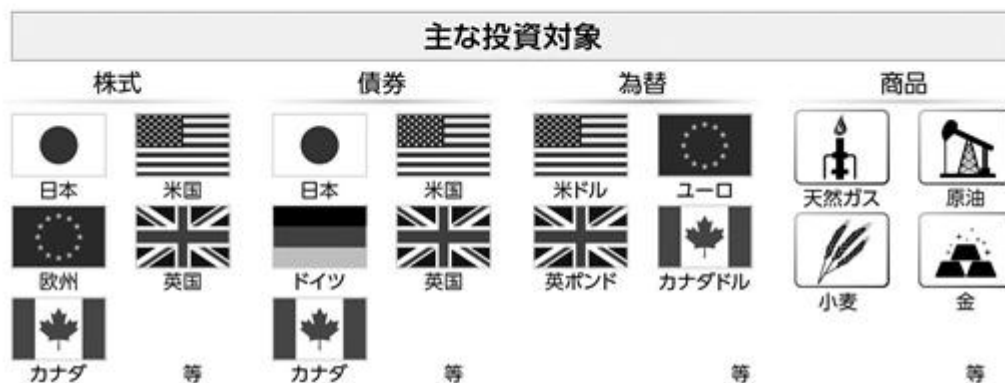 主な投資対象
株式 債券 為替 商品
日本 米国 日本 米国 米ドル ユーロ 天然ガス 原油
欧州 英国 ドイツ 英国 英ポンド カナダドル 小麦 金
カナダ 等 カナダ 等 等 等